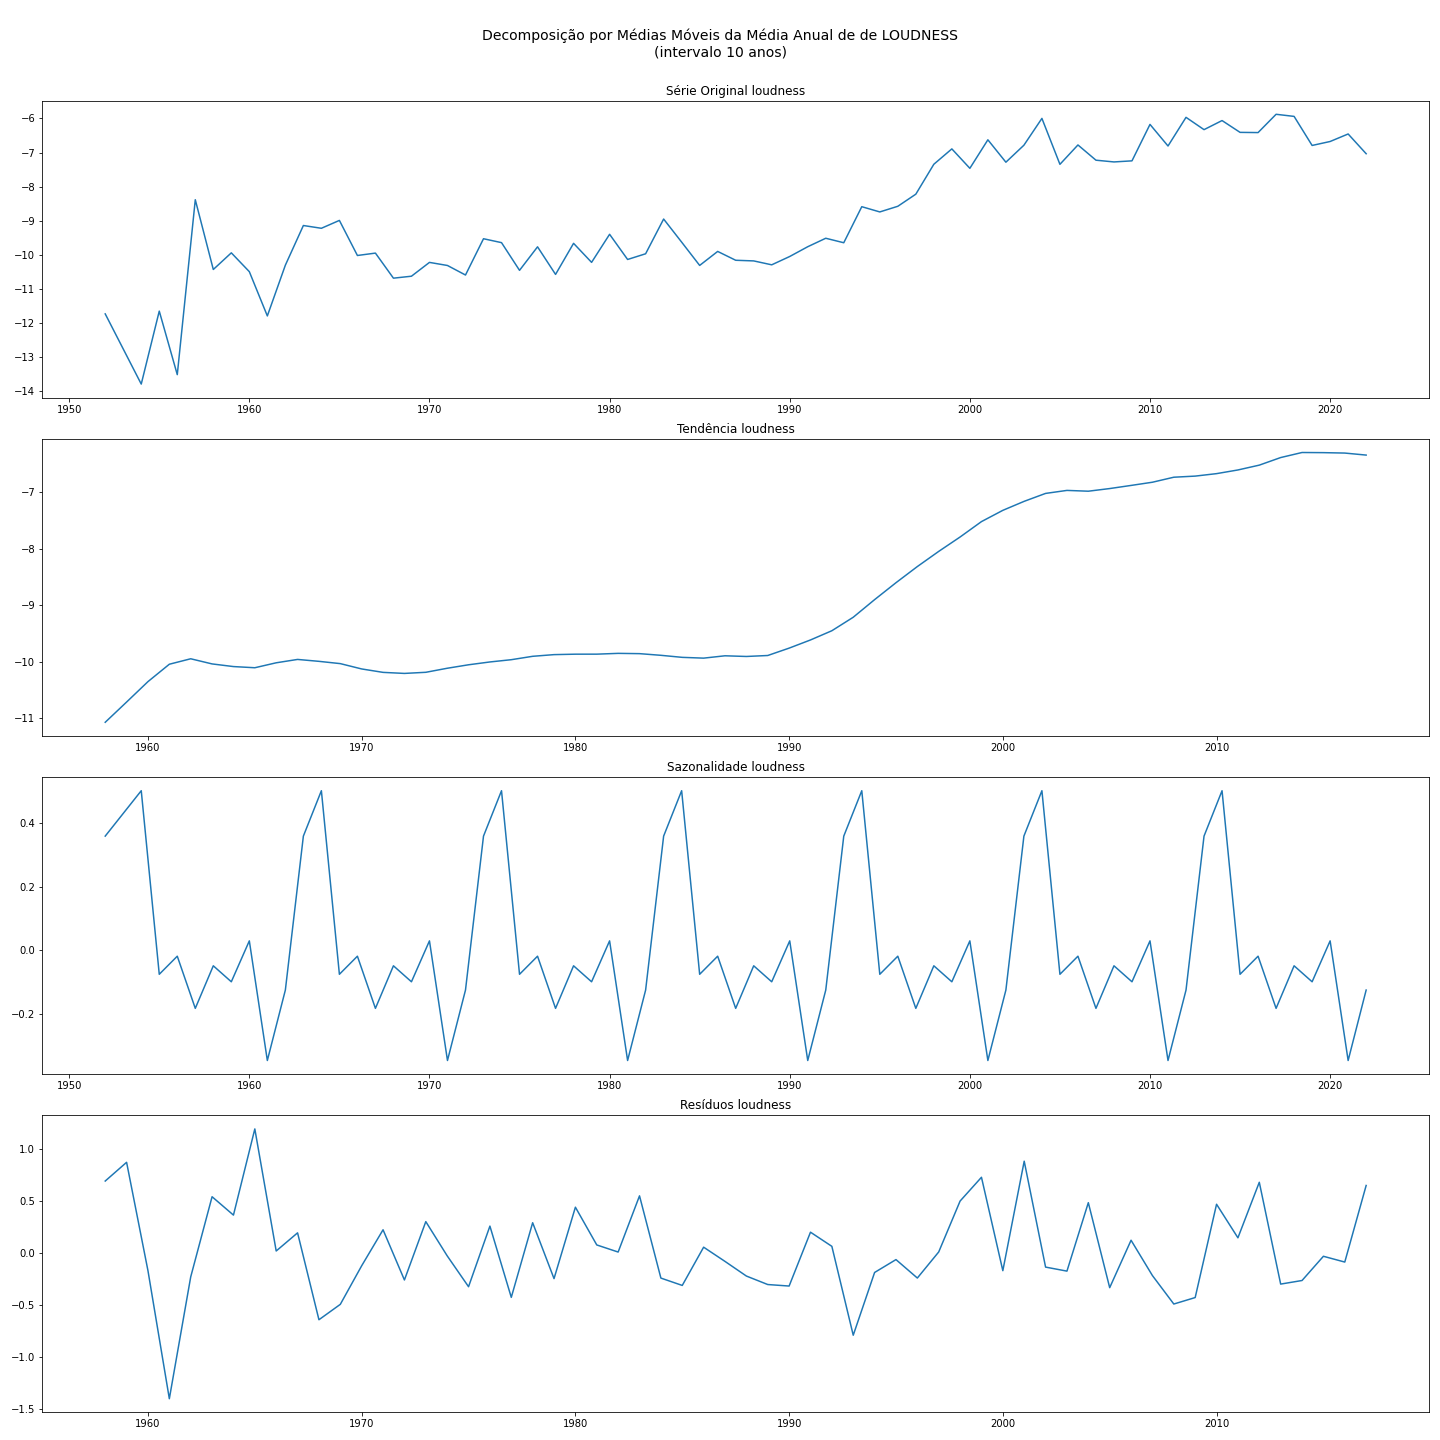 Decomposição por Médias Móveis da Média Anual de de LOUDNESS
(intervalo 10 anos)
Série Original loudness
−6
−7
−8
−9
−10
−11
−12
−13
−14
1950 1960 1970 1980 1990 2000 2010 2020
Tendência loudness
−7
−8
−9
−10
−11
1960 1970 1980 1990 2000 2010
Sazonalidade loudness
0.4
0.2
0.0
−0.2
1950 1960 1970 1980 1990 2000 2010 2020
Resíduos loudness
1.0
0.5
0.0
−0.5
−1.0
−1.5
1960 1970 1980 1990 2000 2010